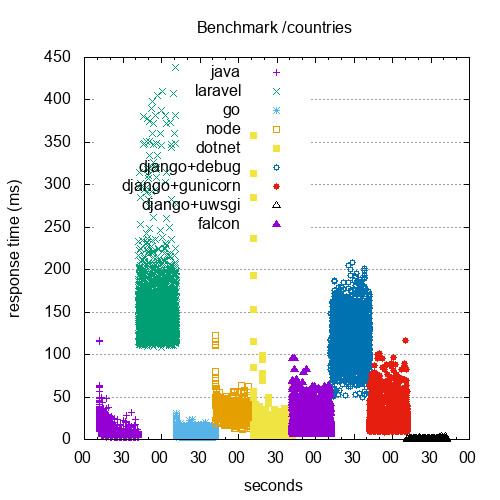 Benchmark /countries
450
400
350
300
250
200
150
100
50
0
response time (ms)
java
laravel
go
node
dotnet
django+debug
django+gunicorn
django+uwsgi
falcon
00 30 00 30 00 30 00 30 00 30 00
seconds